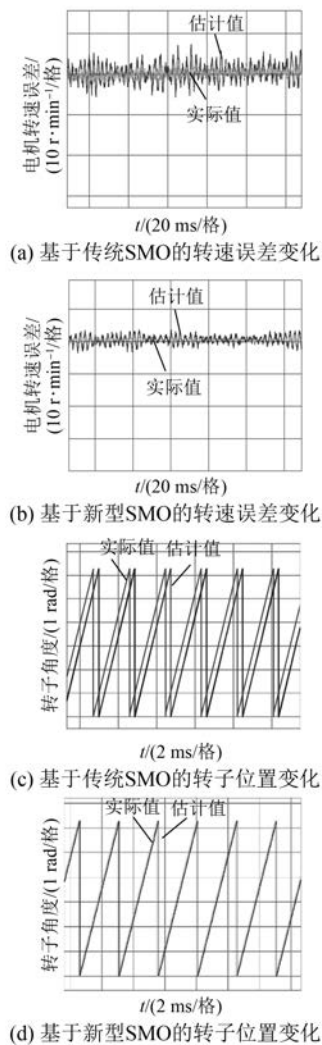 估计值
实际值
电机转速误差/
(10 r·min⁻¹/格)
t/(20 ms/格)
(a) 基于传统SMO的转速误差变化
估计值
实际值
电机转速误差/
(10 r·min⁻¹/格)
t/(20 ms/格)
(b) 基于新型SMO的转速误差变化
实际值 估计值
转子角度/(1 rad/格)
t/(2 ms/格)
(c) 基于传统SMO的转子位置变化
实际值 估计值
转子角度/(1 rad/格)
t/(2 ms/格)
(d) 基于新型SMO的转子位置变化